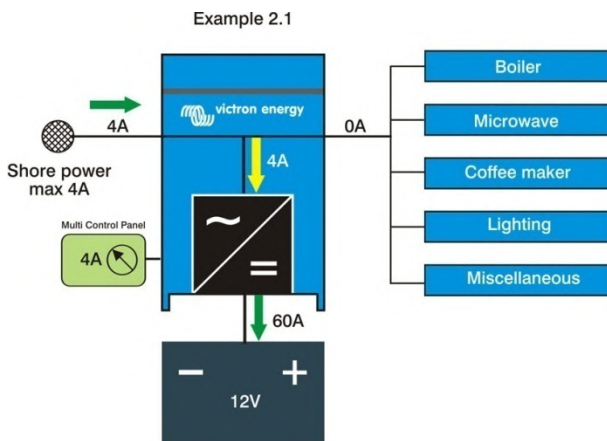 Example 2.1
victron energy
4A
0A
Shore power
max 4A
4A
Multi Control Panel
4A
60A
12V
Boiler
Microwave
Coffee maker
Lighting
Miscellaneous